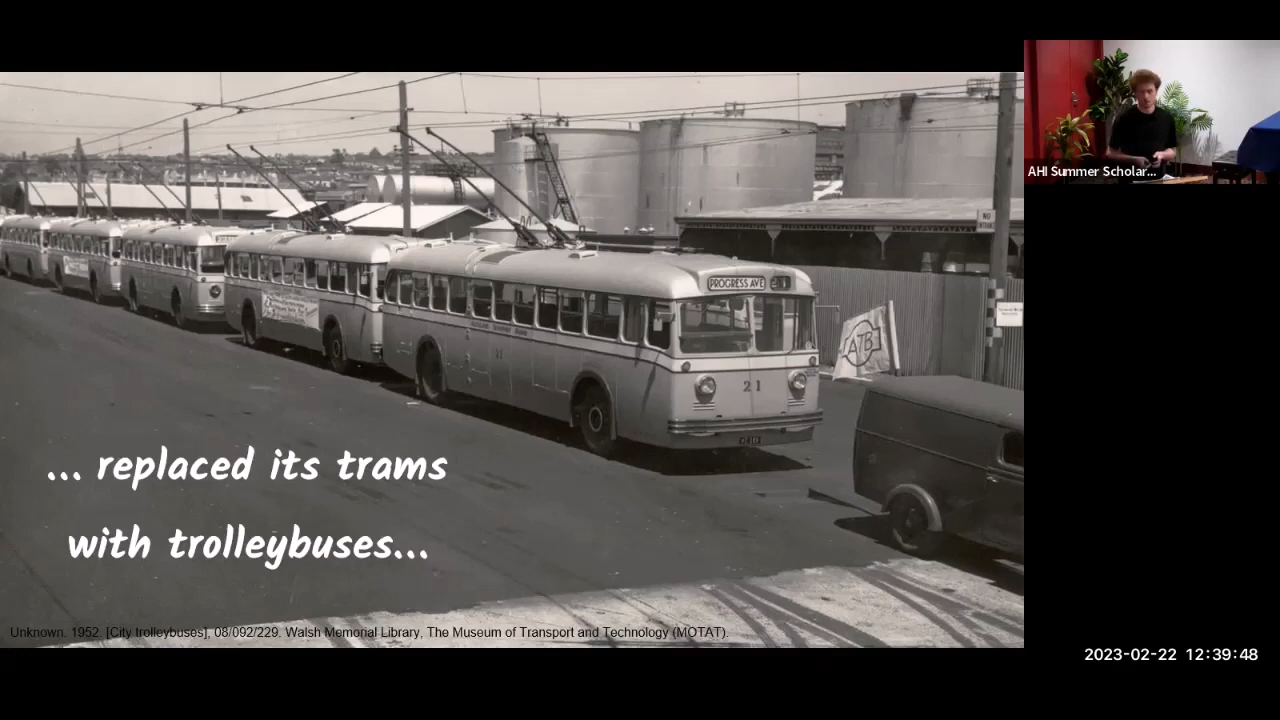 PROGRESS AVE
21
ATB
NO
AHI Summer Scholar...
... replaced its trams
with trolleybuses...
Unknown. 1952. [City trolleybuses], 08/092/229. Walsh Memorial Library, The Museum of Transport and Technology (MOTAT).
2023-02-22 12:39:48